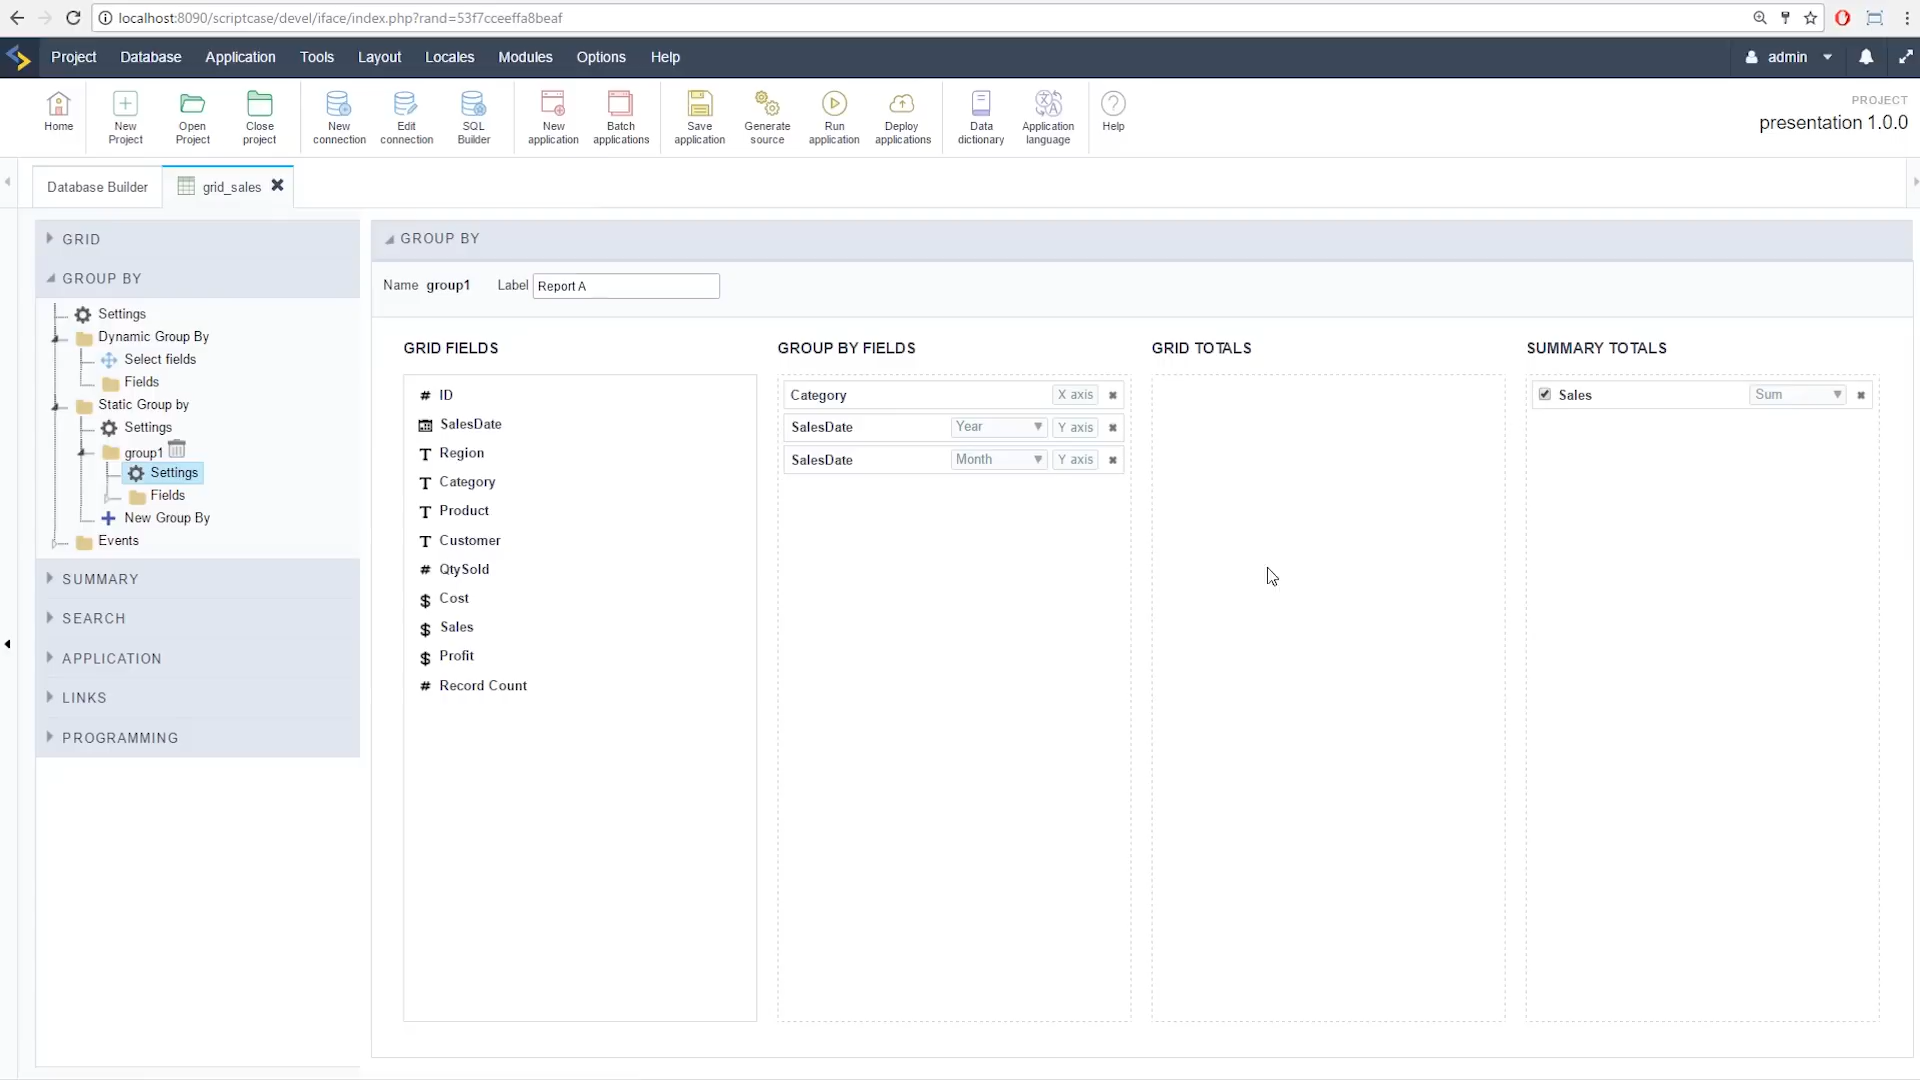 localhost:8090/scriptcase/devel/iface/index.php?rand=53f7cceeffa8beaf
Project Database Application Tools Layout Locales Modules Options Help admin
Home
New Project
Open Project
Close project
New connection
Edit connection
SQL Builder
New application
Batch applications
Save application
Generate source
Run application
Deploy applications
Data dictionary
Application language
Help
PROJECT
presentation 1.0.0
Database Builder grid_sales
GRID
GROUP BY
Settings
Dynamic Group By
Select fields
Fields
Static Group by
Settings
group1
Settings
Fields
New Group By
Events
SUMMARY
SEARCH
APPLICATION
LINKS
PROGRAMMING
GROUP BY
Name group1 Label Report A
GRID FIELDS
# ID
SalesDate
T Region
T Category
T Product
T Customer
# QtySold
$ Cost
$ Sales
$ Profit
# Record Count
GROUP BY FIELDS
Category X axis
SalesDate Year Y axis
SalesDate Month Y axis
GRID TOTALS
SUMMARY TOTALS
Sales Sum